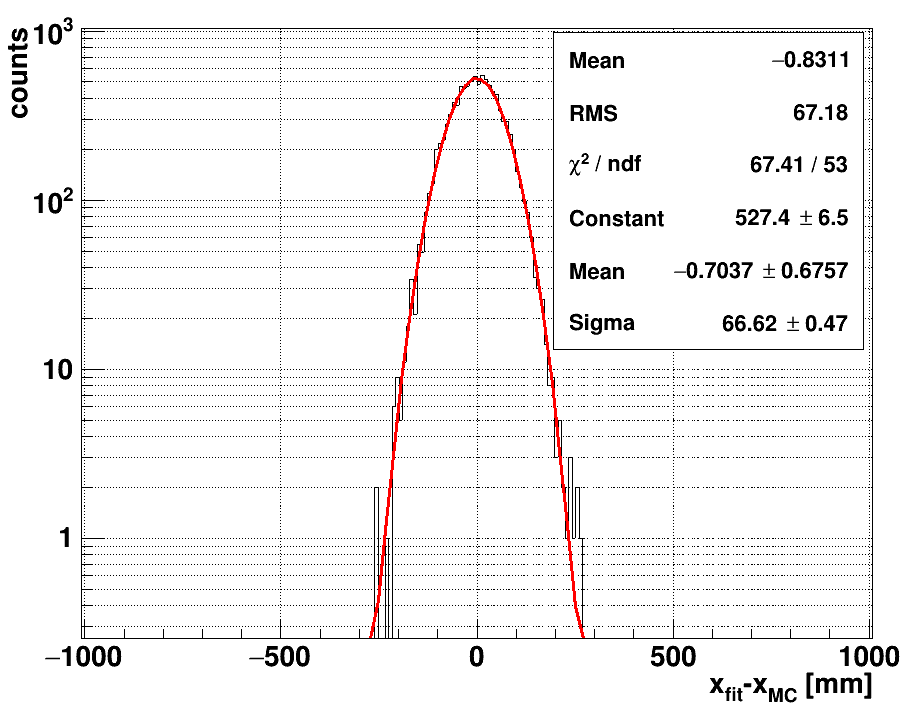 counts
10³
10²
10
1
Mean −0.8311
RMS 67.18
χ² / ndf 67.41 / 53
Constant 527.4 ± 6.5
Mean −0.7037 ± 0.6757
Sigma 66.62 ± 0.47
−1000 −500 0 500 1000
x_fit-x_MC [mm]